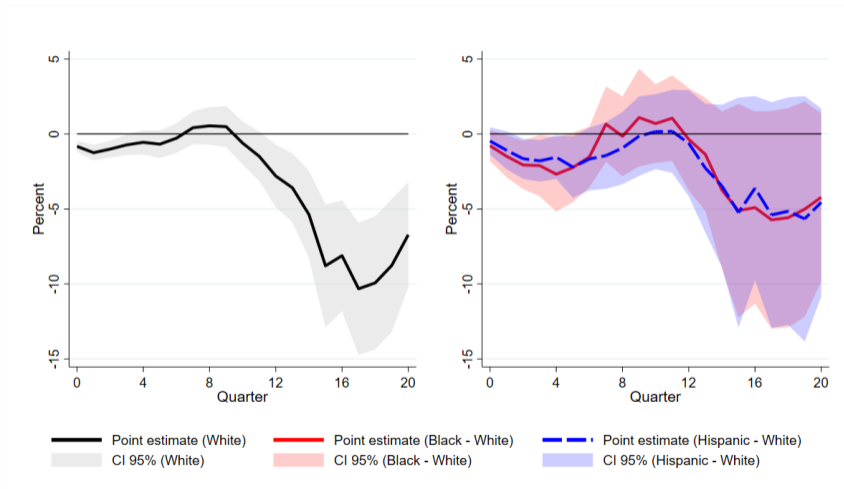 5
0
-5
-10
-15
Percent
0 4 8 12 16 20
Quarter
5
0
-5
-10
-15
Percent
0 4 8 12 16 20
Quarter
Point estimate (White) Point estimate (Black - White) Point estimate (Hispanic - White)
CI 95% (White) CI 95% (Black - White) CI 95% (Hispanic - White)